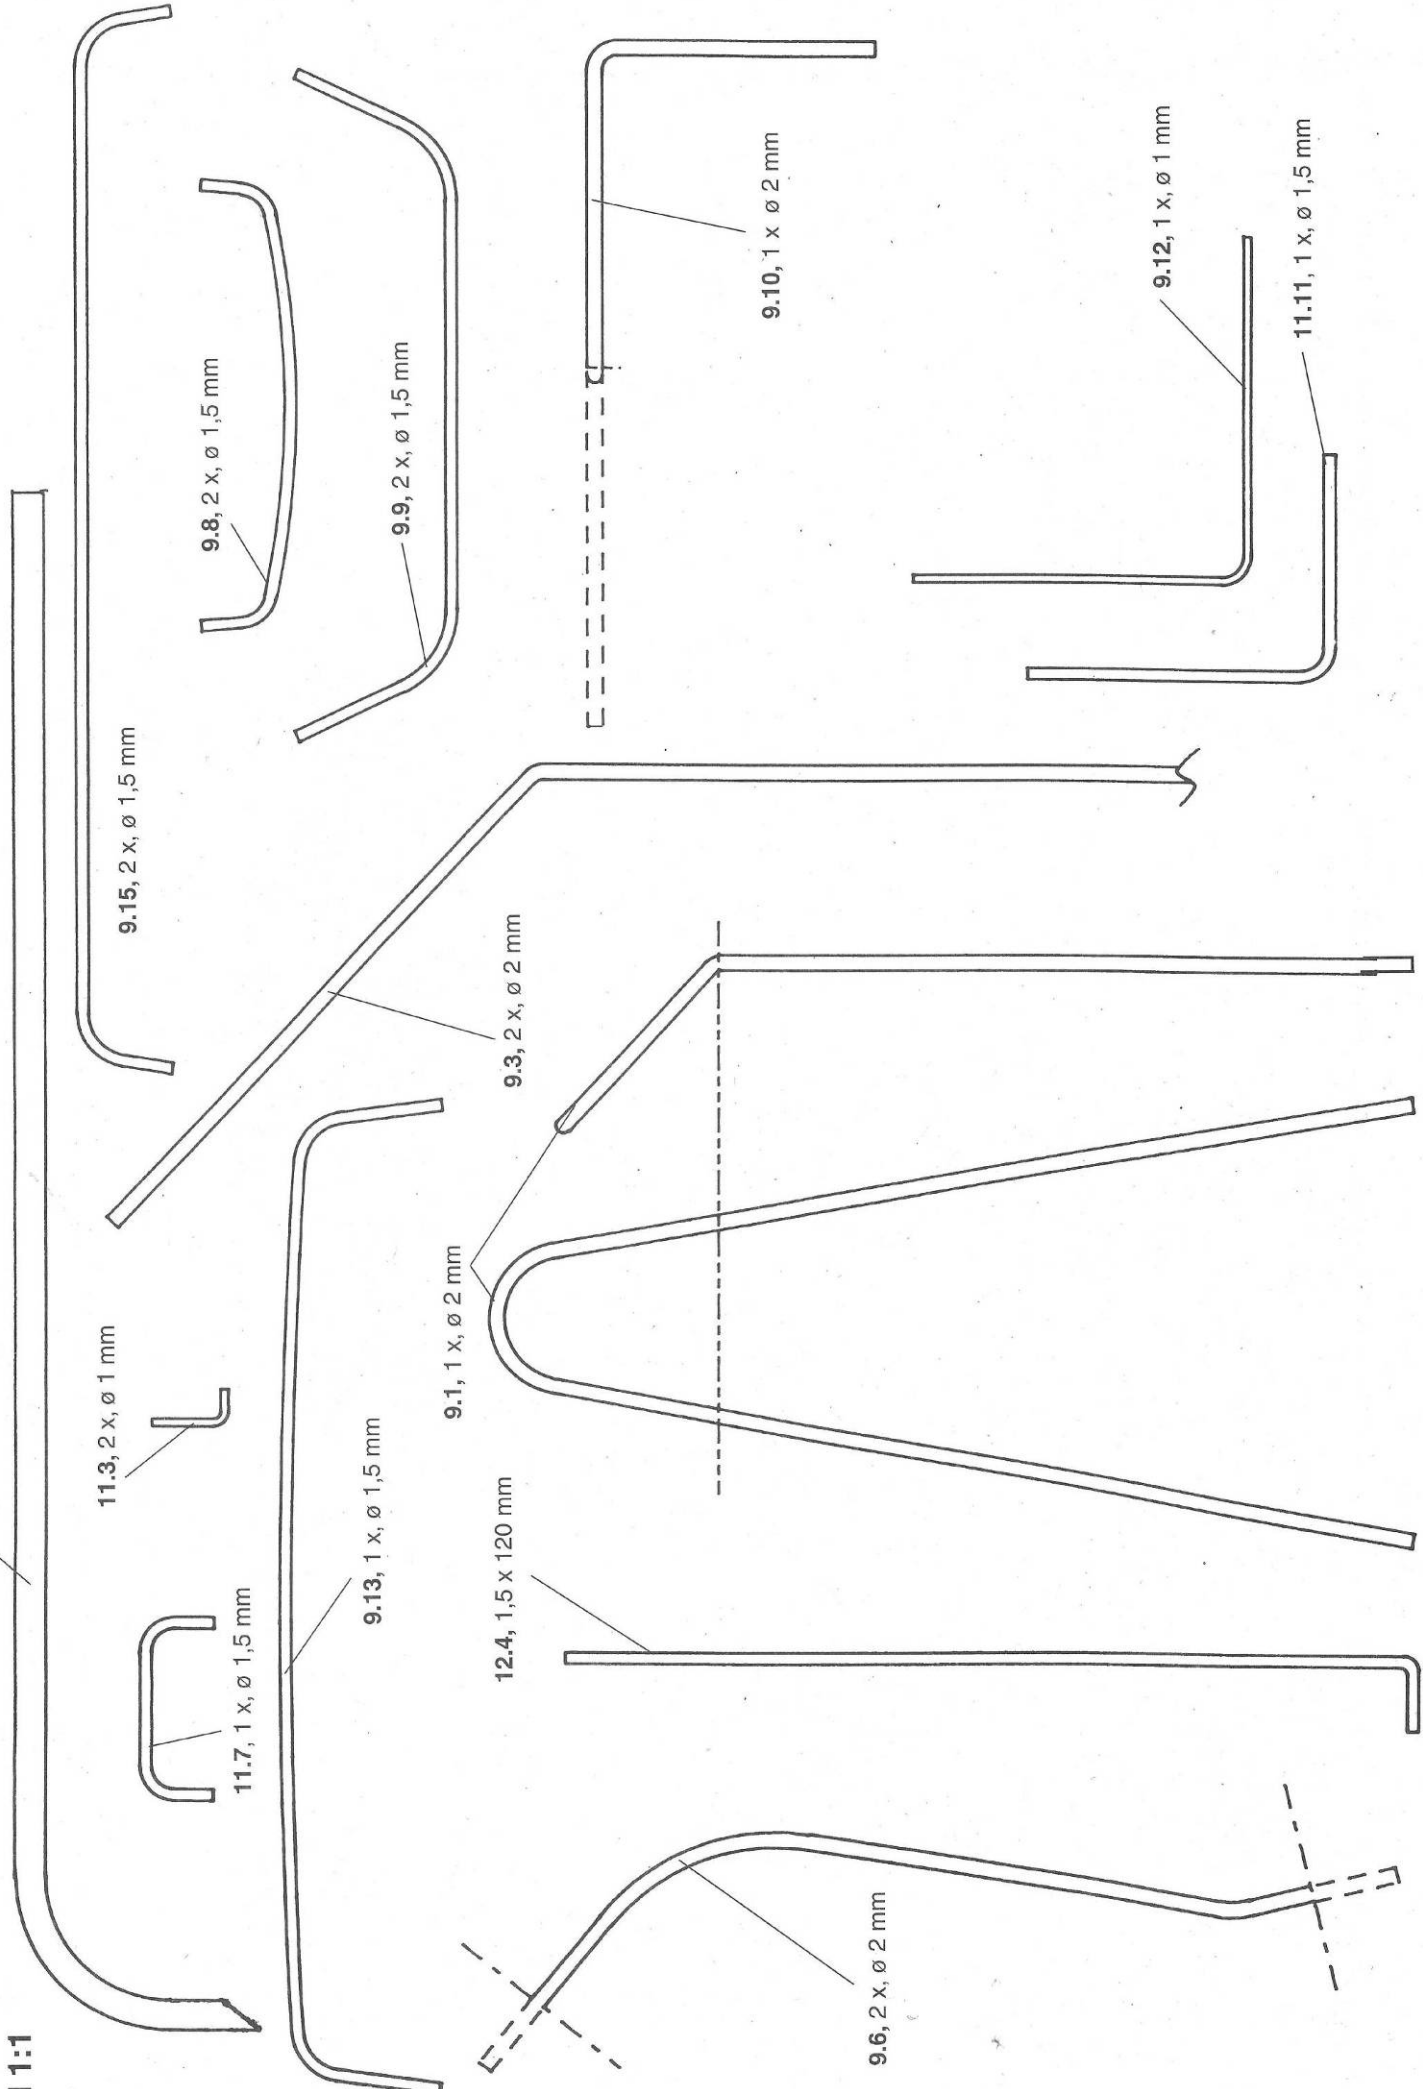 1:1
9.15, 2 x, ø 1,5 mm
9.8, 2 x, ø 1,5 mm
9.9, 2 x, ø 1,5 mm
11.3, 2 x, ø 1 mm
11.7, 1 x, ø 1,5 mm
9.13, 1 x, ø 1,5 mm
9.3, 2 x, ø 2 mm
9.10, 1 x ø 2 mm
9.1, 1 x, ø 2 mm
12.4, 1,5 x 120 mm
9.6, 2 x, ø 2 mm
9.12, 1 x, ø 1 mm
11.11, 1 x, ø 1,5 mm